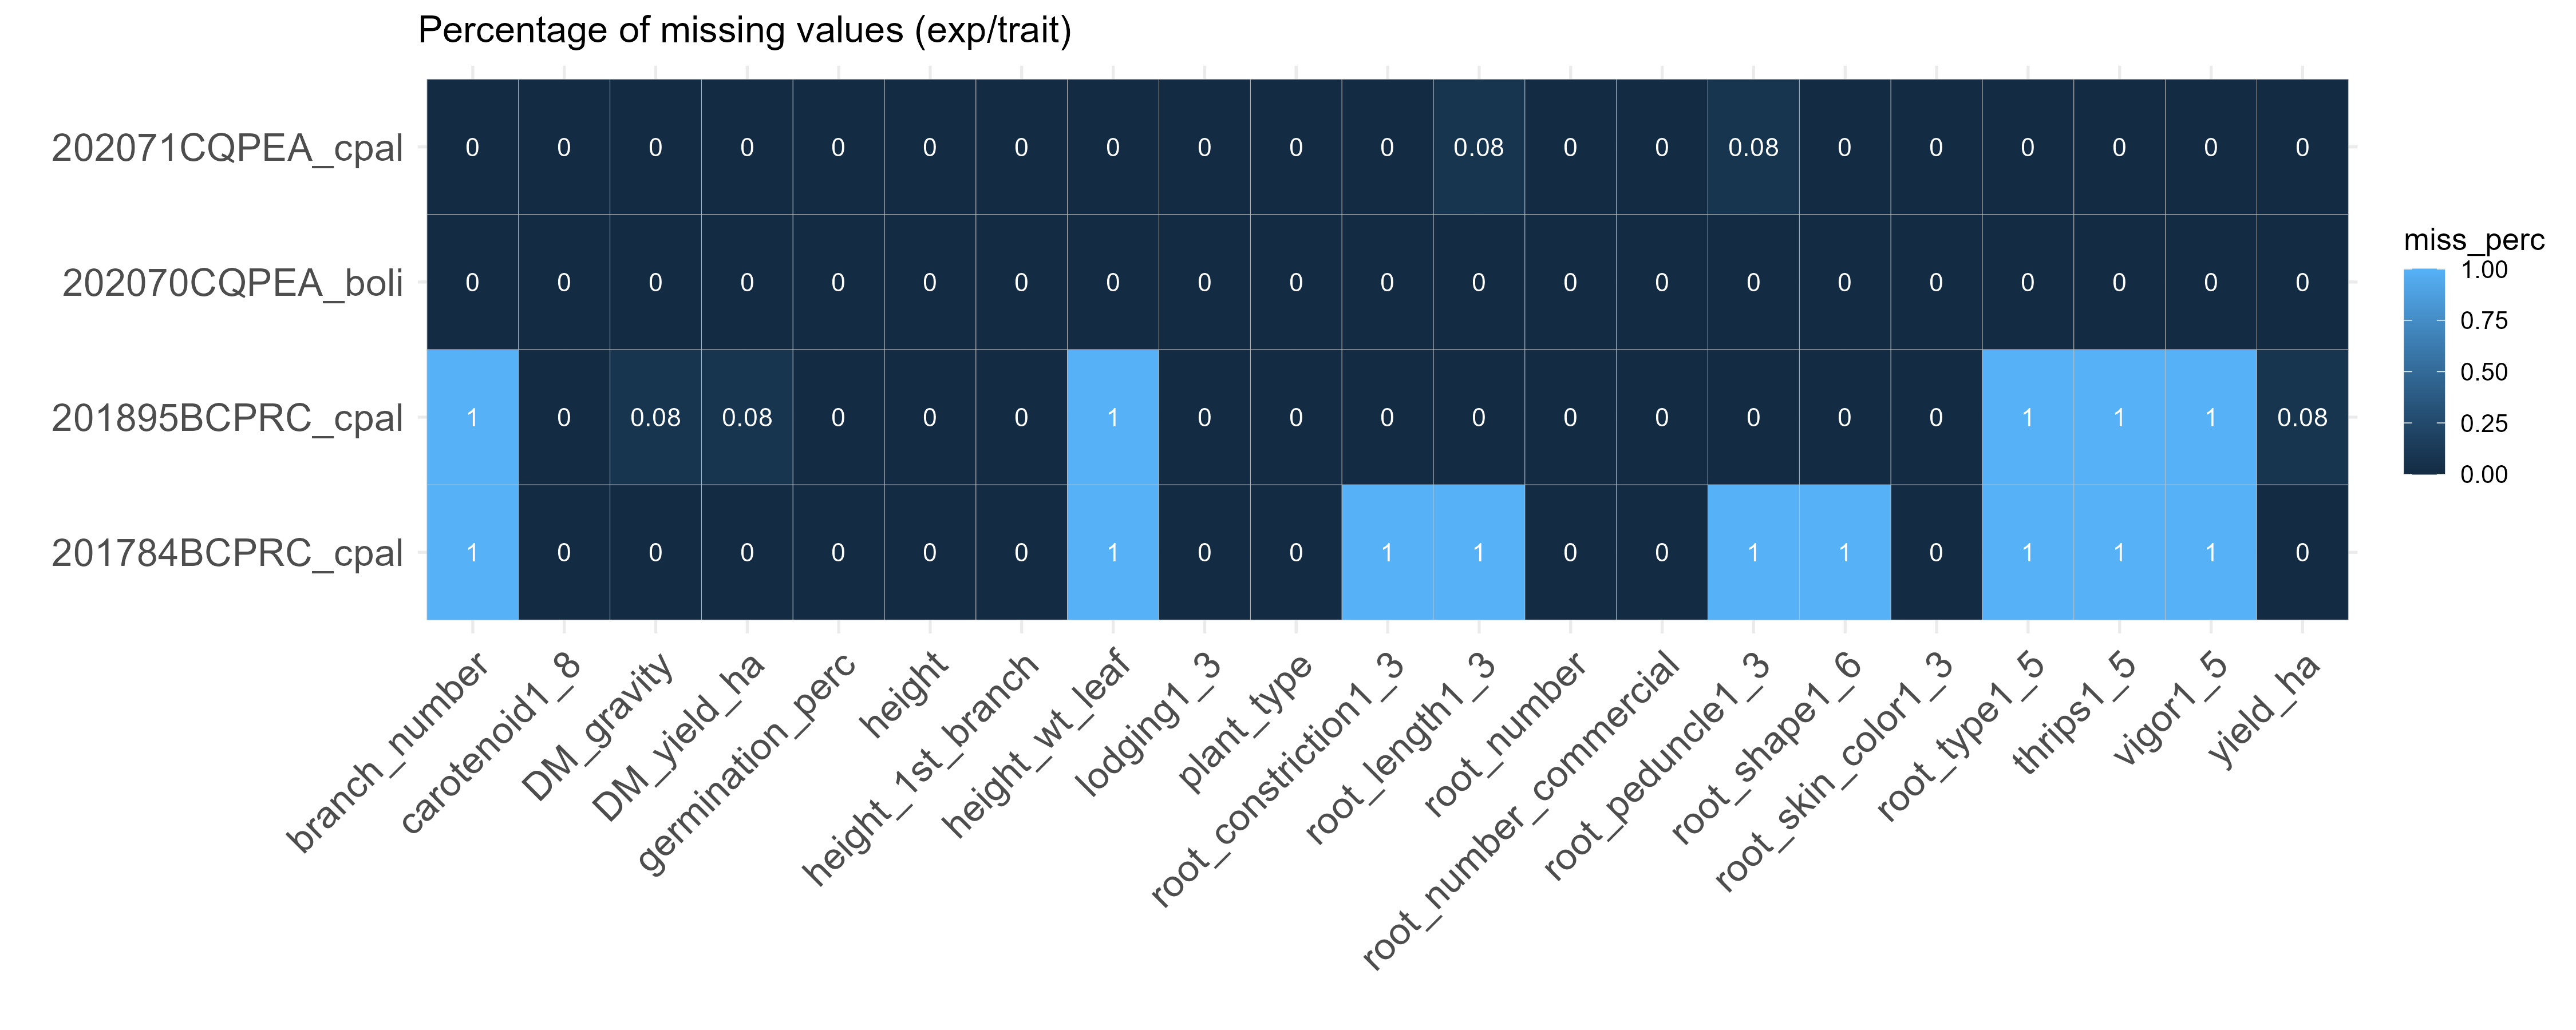 Percentage of missing values (exp/trait)
202071CQPEA_cpal 0 0 0 0 0 0 0 0 0 0 0 0.08 0 0 0.08 0 0 0 0 0 0
202070CQPEA_boli 0 0 0 0 0 0 0 0 0 0 0 0 0 0 0 0 0 0 0 0 0
201895BCPRC_cpal 1 0 0.08 0.08 0 0 0 1 0 0 0 0 0 0 0 0 0 1 1 1 0.08
201784BCPRC_cpal 1 0 0 0 0 0 0 1 0 0 1 1 0 0 1 1 0 1 1 1 0
branch_number
carotenoid1_8
DM_gravity
DM_yield_ha
germination_perc
height
height_1st_branch
height_wt_leaf
lodging1_3
plant_type
root_constriction1_3
root_length1_3
root_number
root_number_commercial
root_peduncle1_3
root_shape1_6
root_skin_color1_3
root_type1_5
thrips1_5
vigor1_5
yield_ha
miss_perc
1.00
0.75
0.50
0.25
0.00